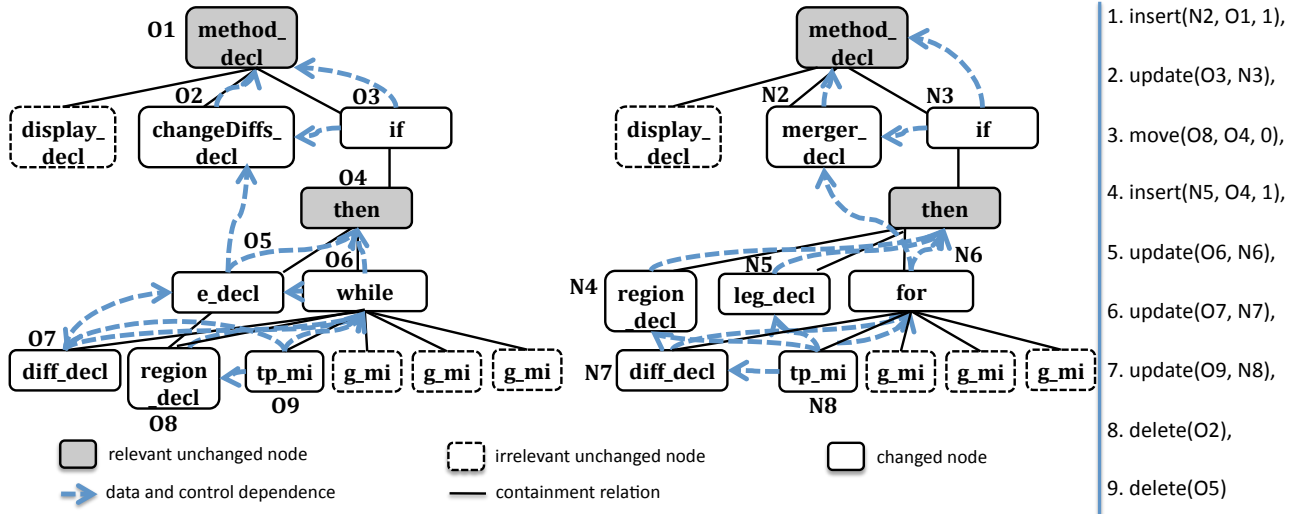 O1
method_
decl
O2
O3
display_
decl
changeDiffs_
decl
if
O4
then
O5
O6
e_decl
while
O7
diff_decl
region
_decl
tp_mi
g_mi
g_mi
g_mi
O8
O9
method_
decl
N2
N3
display_
decl
merger_
decl
if
then
N6
N4
region
_decl
N5
leg_decl
for
N7
diff_decl
tp_mi
g_mi
g_mi
g_mi
N8
relevant unchanged node
irrelevant unchanged node
changed node
data and control dependence
containment relation
1. insert(N2, O1, 1),
2. update(O3, N3),
3. move(O8, O4, 0),
4. insert(N5, O4, 1),
5. update(O6, N6),
6. update(O7, N7),
7. update(O9, N8),
8. delete(O2),
9. delete(O5)